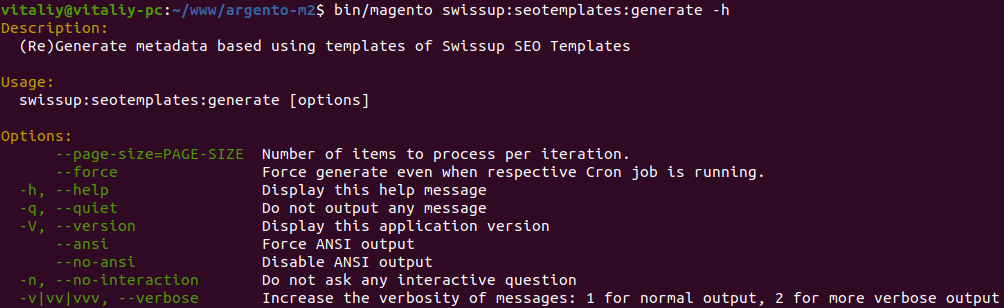 vitaliy@vitaliy-pc:~/www/argento-m2$ bin/magento swissup:seotemplates:generate -h
Description:
  (Re)Generate metadata based using templates of Swissup SEO Templates

Usage:
  swissup:seotemplates:generate [options]

Options:
      --page-size=PAGE-SIZE  Number of items to process per iteration.
      --force                Force generate even when respective Cron job is running.
  -h, --help                 Display this help message
  -q, --quiet                Do not output any message
  -V, --version              Display this application version
      --ansi                 Force ANSI output
      --no-ansi              Disable ANSI output
  -n, --no-interaction       Do not ask any interactive question
  -v|vv|vvv, --verbose       Increase the verbosity of messages: 1 for normal output, 2 for more verbose output